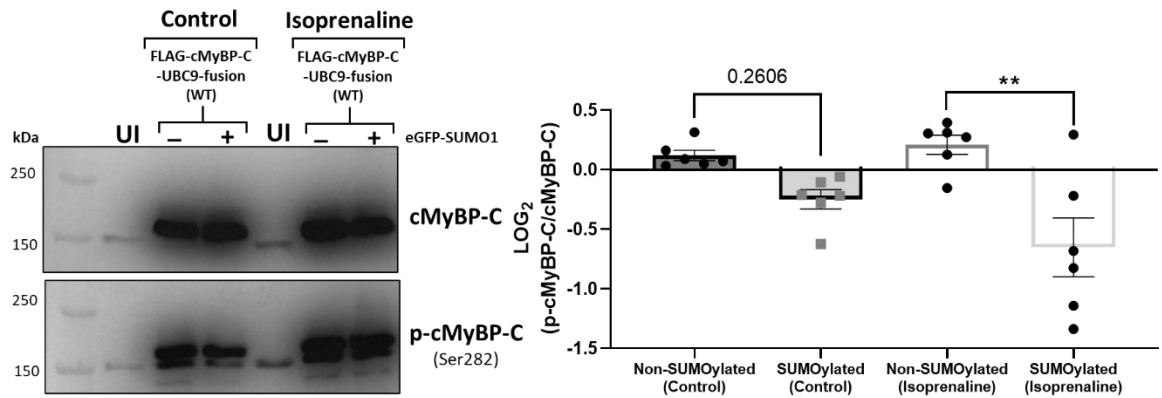 Control
Isoprenaline
FLAG-cMyBP-C
-UBC9-fusion
(WT)
FLAG-cMyBP-C
-UBC9-fusion
(WT)
kDa
UI
–
+
UI
–
+
eGFP-SUMO1
250
150
cMyBP-C
250
150
p-cMyBP-C
(Ser282)
0.2606
**
LOG₂
(p-cMyBP-C/cMyBP-C)
0.5
0.0
-0.5
-1.0
-1.5
Non-SUMOylated
(Control)
SUMOylated
(Control)
Non-SUMOylated
(Isoprenaline)
SUMOylated
(Isoprenaline)